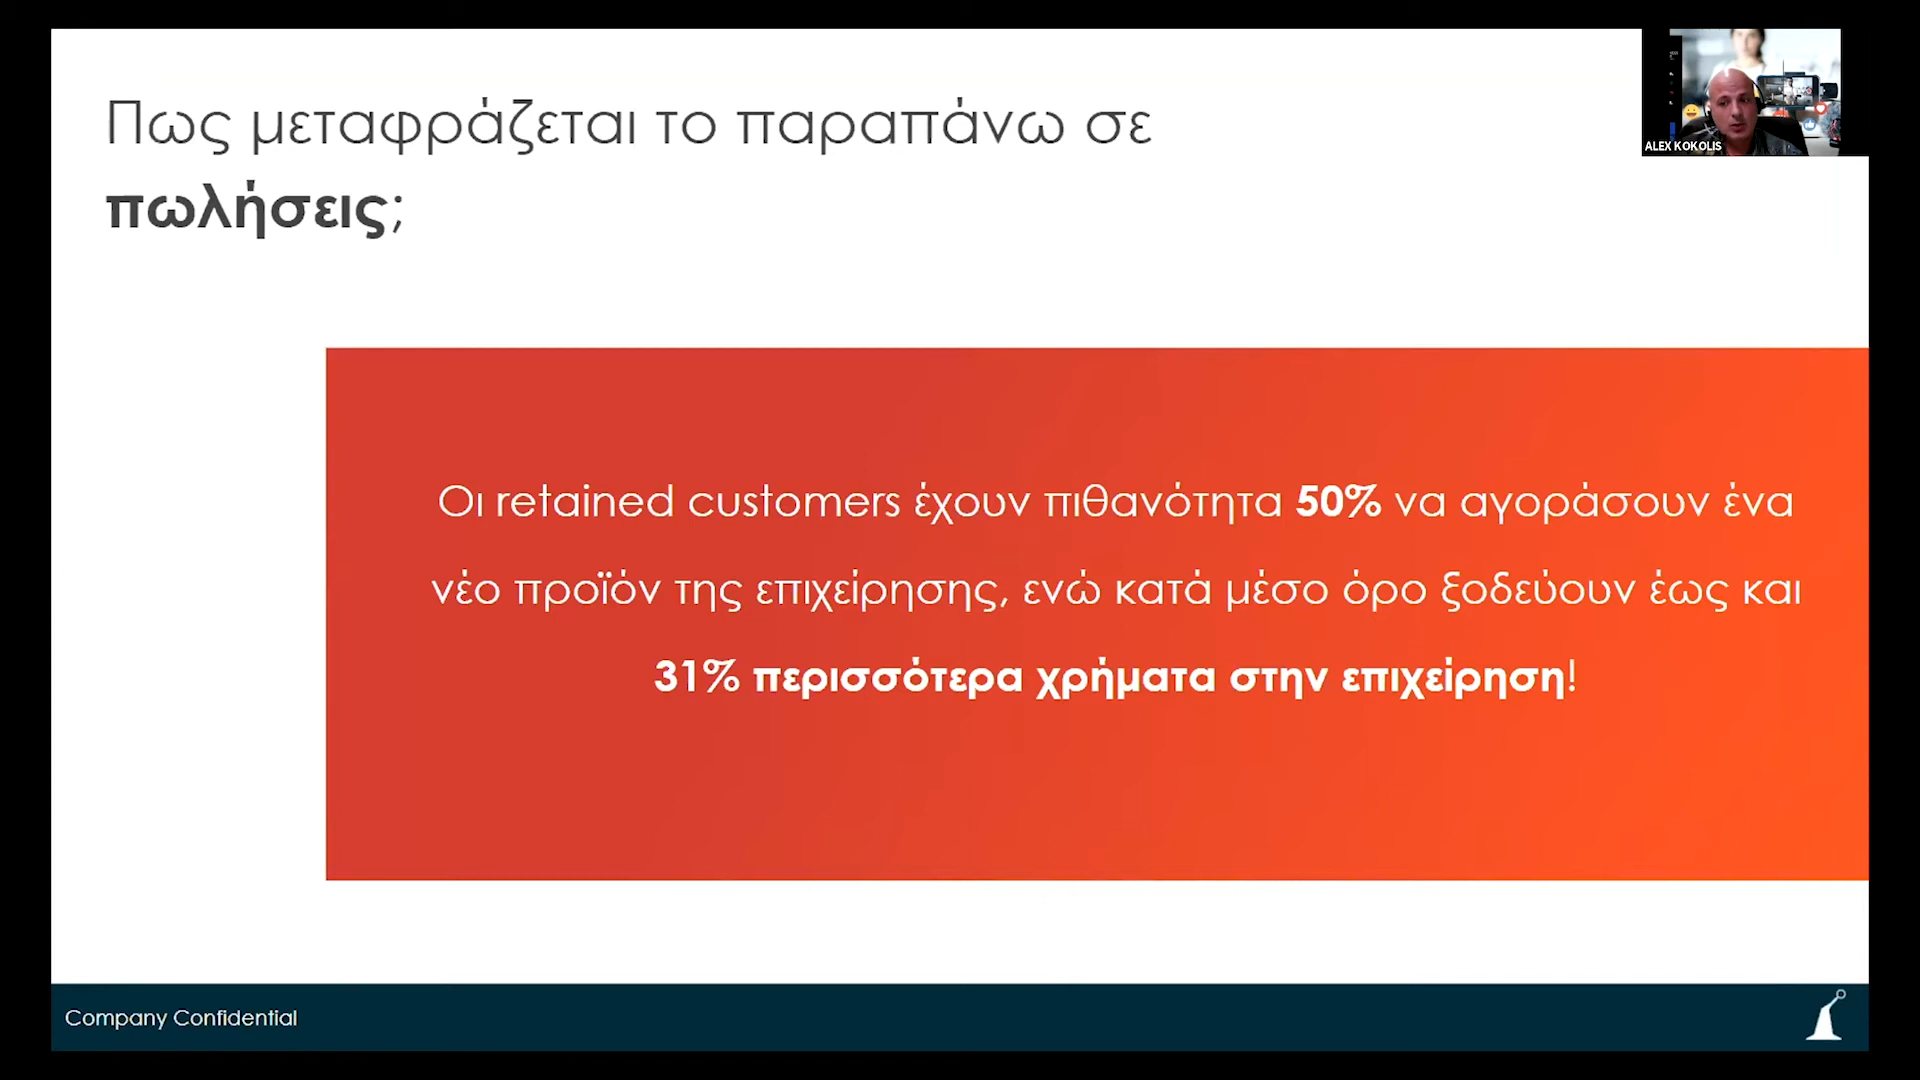 Πως μεταφράζεται το παραπάνω σε
πωλήσεις;
ALEX KOKOLIS
Οι retained customers έχουν πιθανότητα 50% να αγοράσουν ένα
νέο προϊόν της επιχείρησης, ενώ κατά μέσο όρο ξοδεύουν έως και
31% περισσότερα χρήματα στην επιχείρηση!
Company Confidential